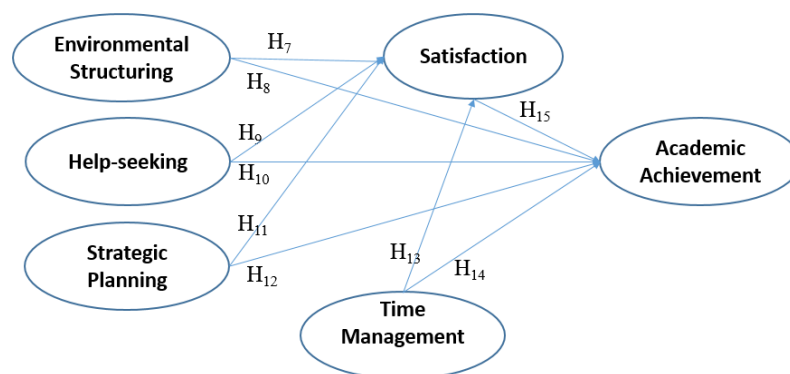 Environmental
Structuring
H7
Satisfaction
H8
H15
H9
Help-seeking
H10
Academic
Achievement
H11
Strategic
Planning
H12
H13
H14
Time
Management